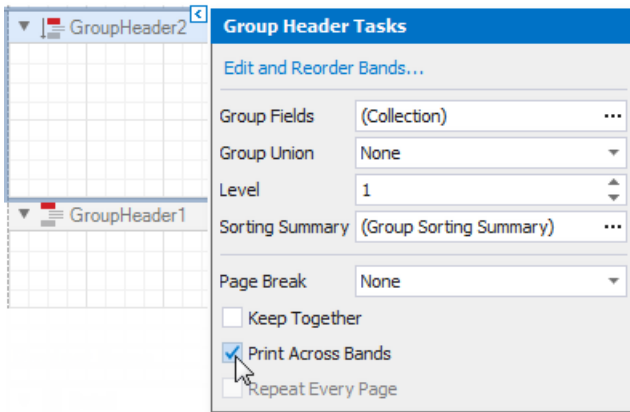 GroupHeader2
GroupHeader1
Group Header Tasks
Edit and Reorder Bands...
Group Fields (Collection) ...
Group Union None
Level 1
Sorting Summary (Group Sorting Summary) ...
Page Break None
Keep Together
Print Across Bands
Repeat Every Page